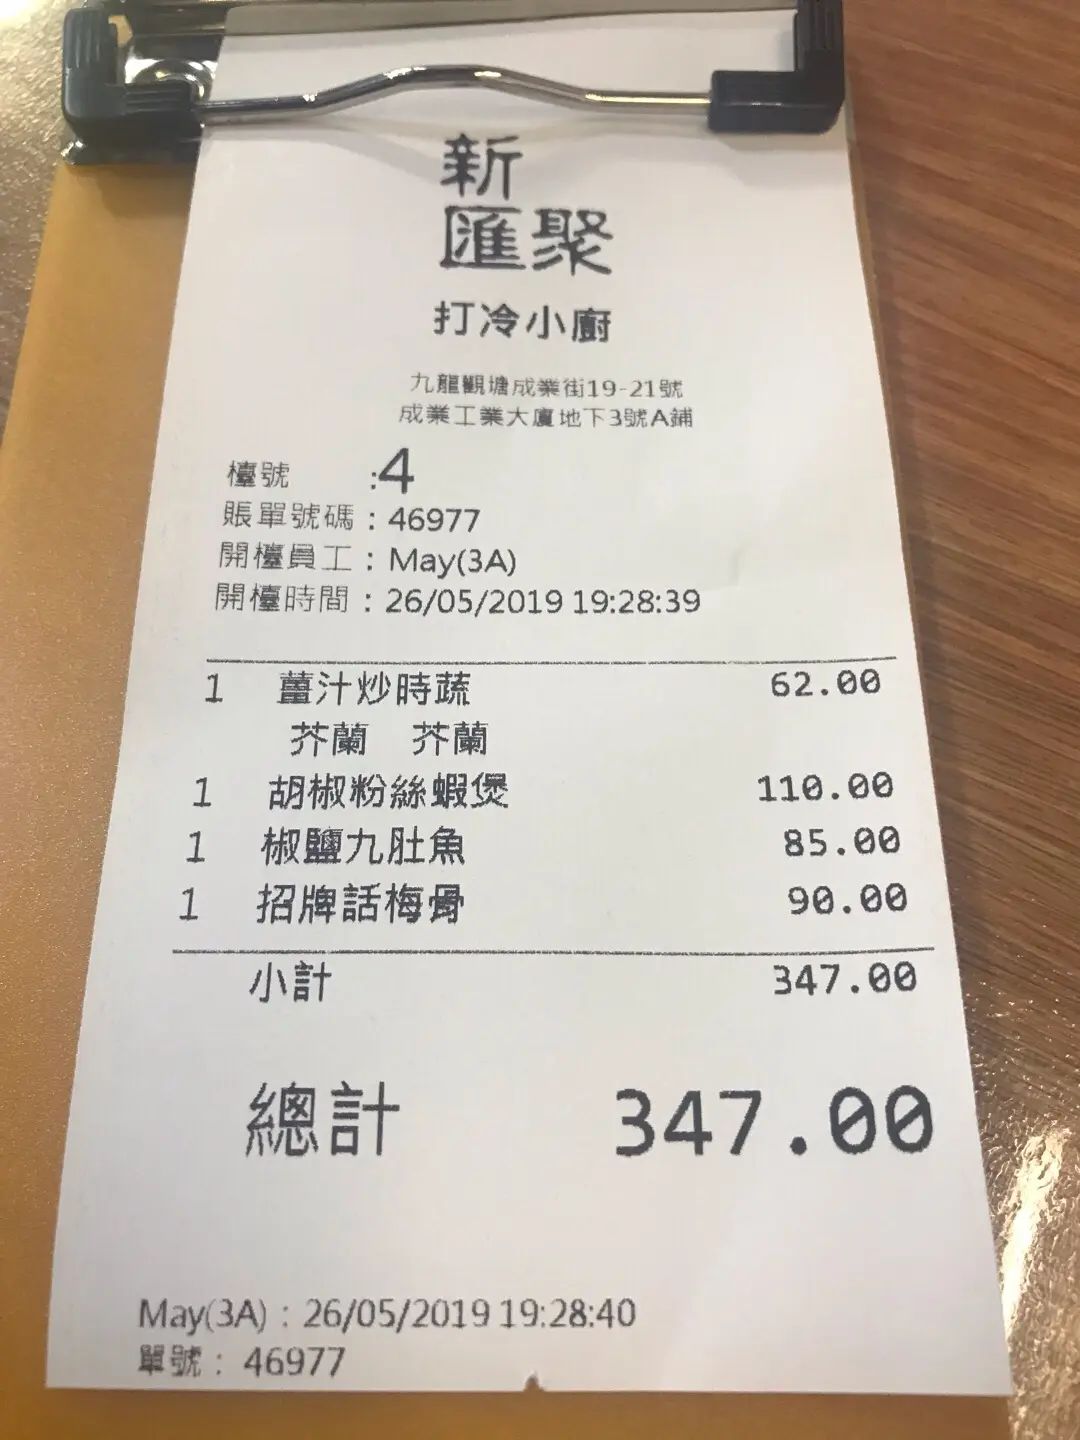 新
匯聚
打冷小廚
九龍觀塘成業街19-21號
成業工業大廈地下3號A鋪
檯號 :4
賬單號碼 : 46977
開檯員工 : May(3A)
開檯時間 : 26/05/2019 19:28:39
1 薑汁炒時蔬 62.00
芥蘭 芥蘭
1 胡椒粉絲蝦煲 110.00
1 椒鹽九肚魚 85.00
1 招牌話梅骨 90.00
小計 347.00
總計 347.00
May(3A) : 26/05/2019 19:28:40
單號 : 46977